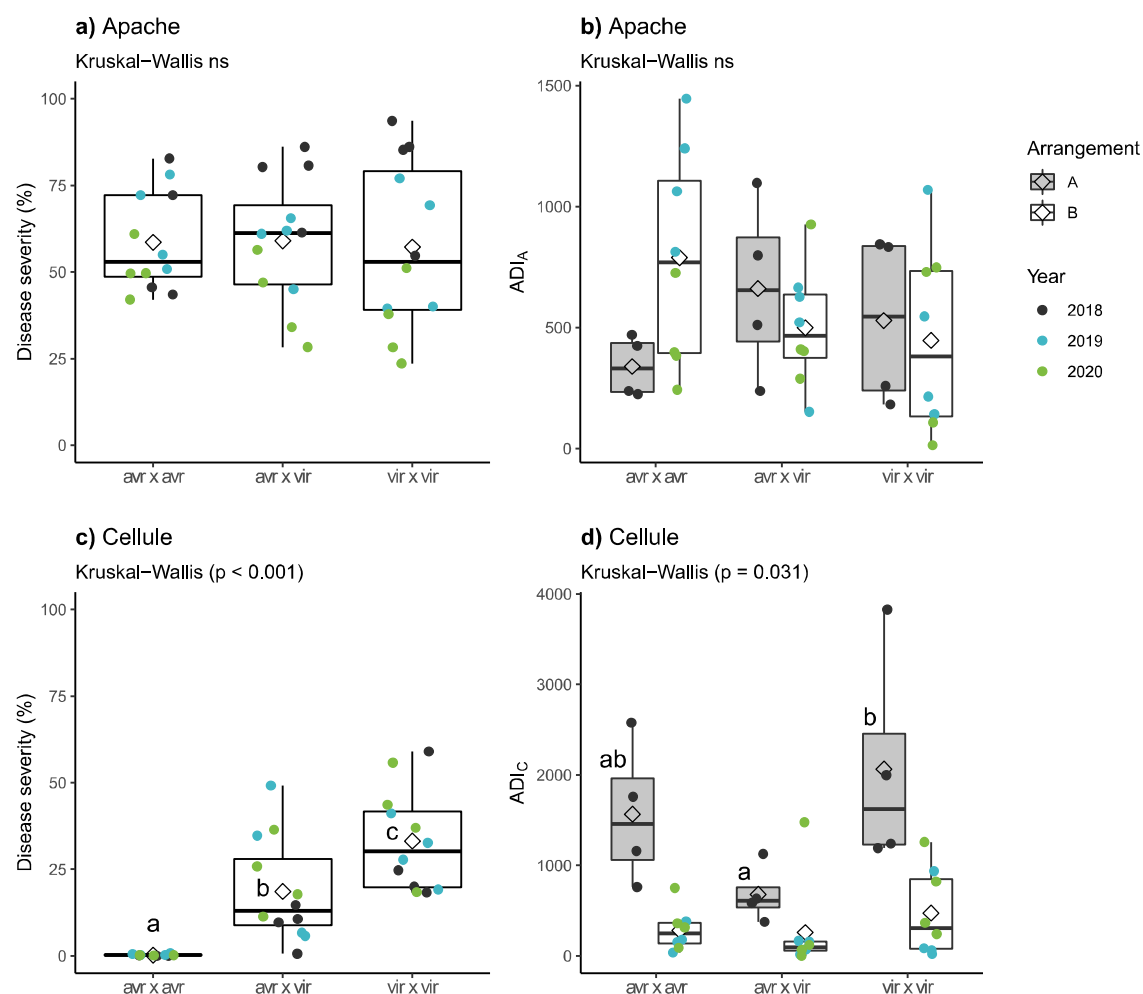 a) Apache
Kruskal−Wallis ns
Disease severity (%)
100
75
50
25
0
avr x avr
avr x vir
vir x vir
b) Apache
Kruskal−Wallis ns
ADIA
1500
1000
500
0
avr x avr
avr x vir
vir x vir
Arrangement
A
B
Year
2018
2019
2020
c) Cellule
Kruskal−Wallis (p < 0.001)
Disease severity (%)
100
75
50
25
0
a
b
c
avr x avr
avr x vir
vir x vir
d) Cellule
Kruskal−Wallis (p = 0.031)
ADIC
4000
3000
2000
1000
0
ab
a
b
avr x avr
avr x vir
vir x vir